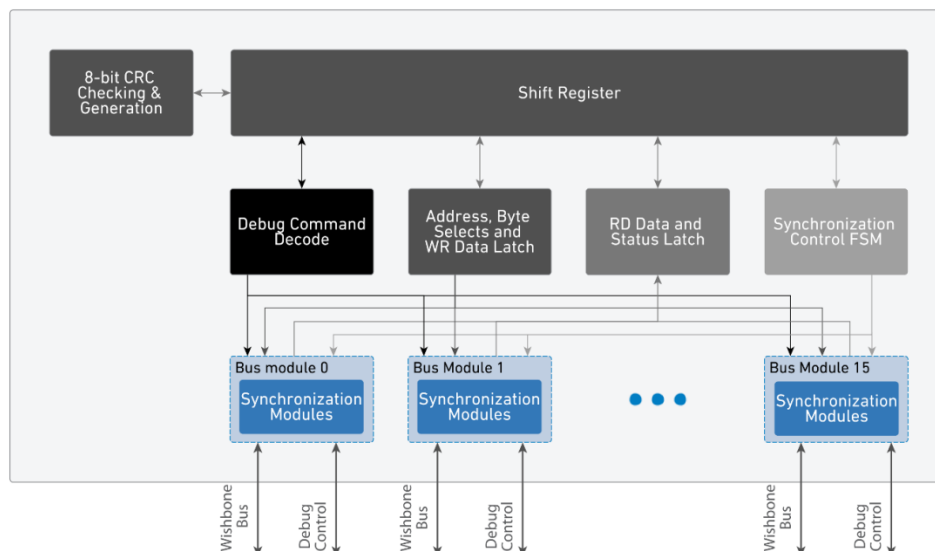 8-bit CRC
Checking &
Generation
Shift Register
Debug Command
Decode
Address, Byte
Selects and
WR Data Latch
RD Data and
Status Latch
Synchronization
Control FSM
Bus module 0
Synchronization
Modules
Bus Module 1
Synchronization
Modules
Bus Module 15
Synchronization
Modules
Wishbone
Bus
Debug
Control
Wishbone
Bus
Debug
Control
Wishbone
Bus
Debug
Control